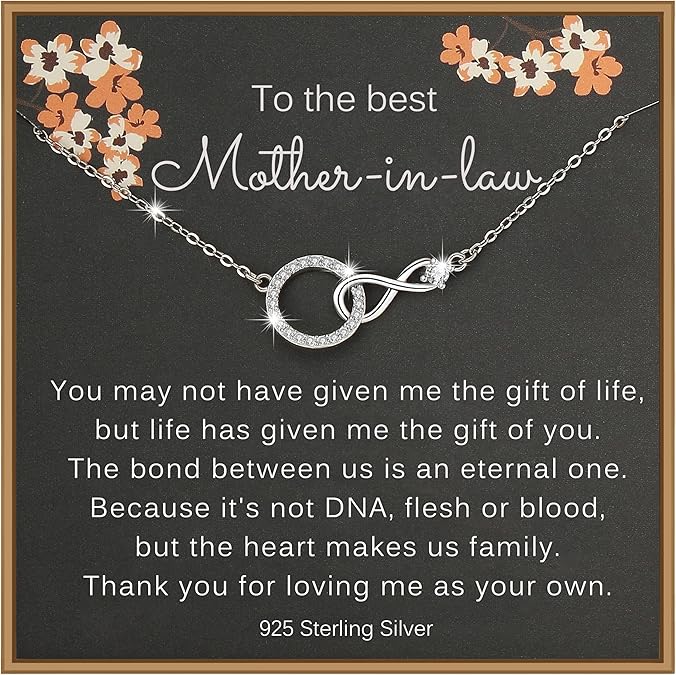 To the best
Mother-in-law
You may not have given me the gift of life,
but life has given me the gift of you.
The bond between us is an eternal one.
Because it's not DNA, flesh or blood,
but the heart makes us family.
Thank you for loving me as your own.
925 Sterling Silver